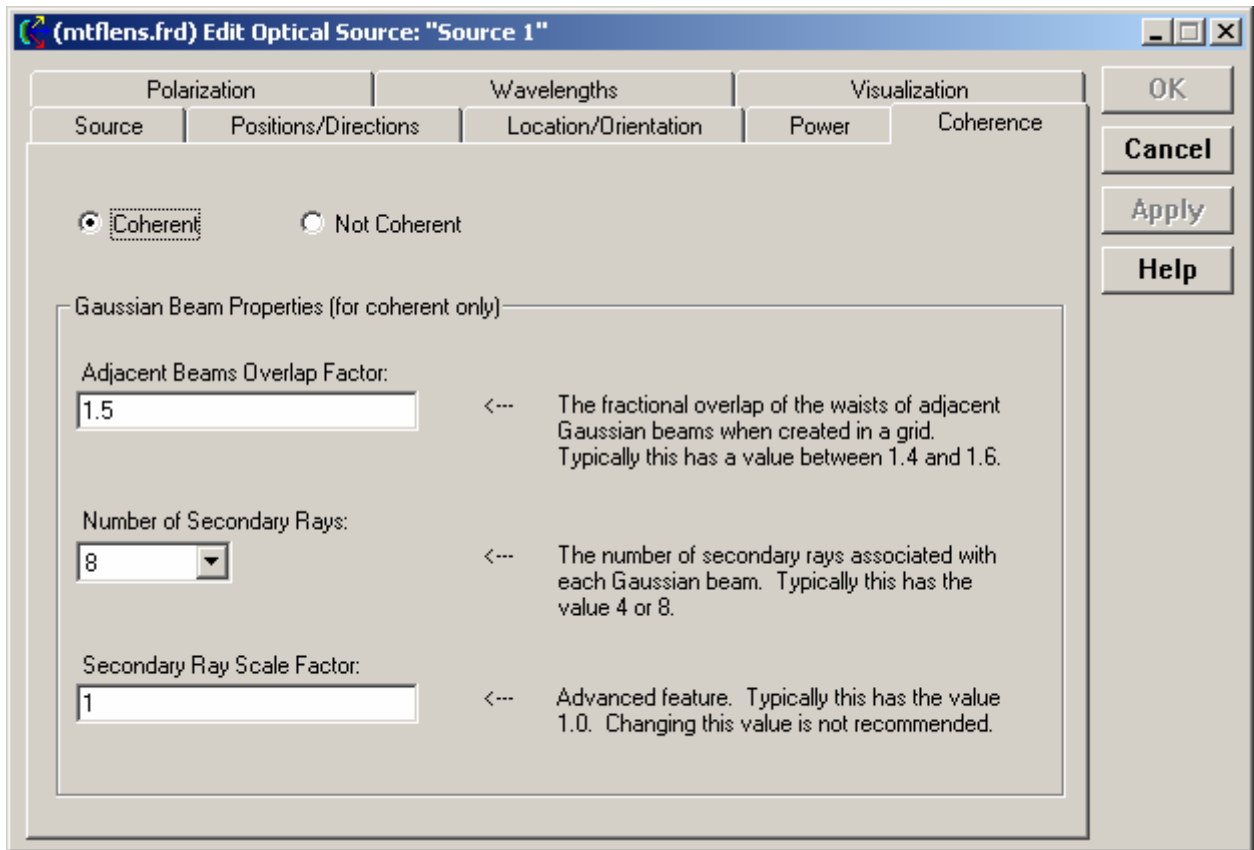 (mtflens.frd) Edit Optical Source: "Source 1"
Polarization Wavelengths Visualization
Source Positions/Directions Location/Orientation Power Coherence
OK
Cancel
Apply
Help
Coherent Not Coherent
Gaussian Beam Properties (for coherent only)
Adjacent Beams Overlap Factor:
1.5
<--- The fractional overlap of the waists of adjacent
Gaussian beams when created in a grid.
Typically this has a value between 1.4 and 1.6.
Number of Secondary Rays:
8
<--- The number of secondary rays associated with
each Gaussian beam.  Typically this has the
value 4 or 8.
Secondary Ray Scale Factor:
1
<--- Advanced feature.  Typically this has the value
1.0.  Changing this value is not recommended.